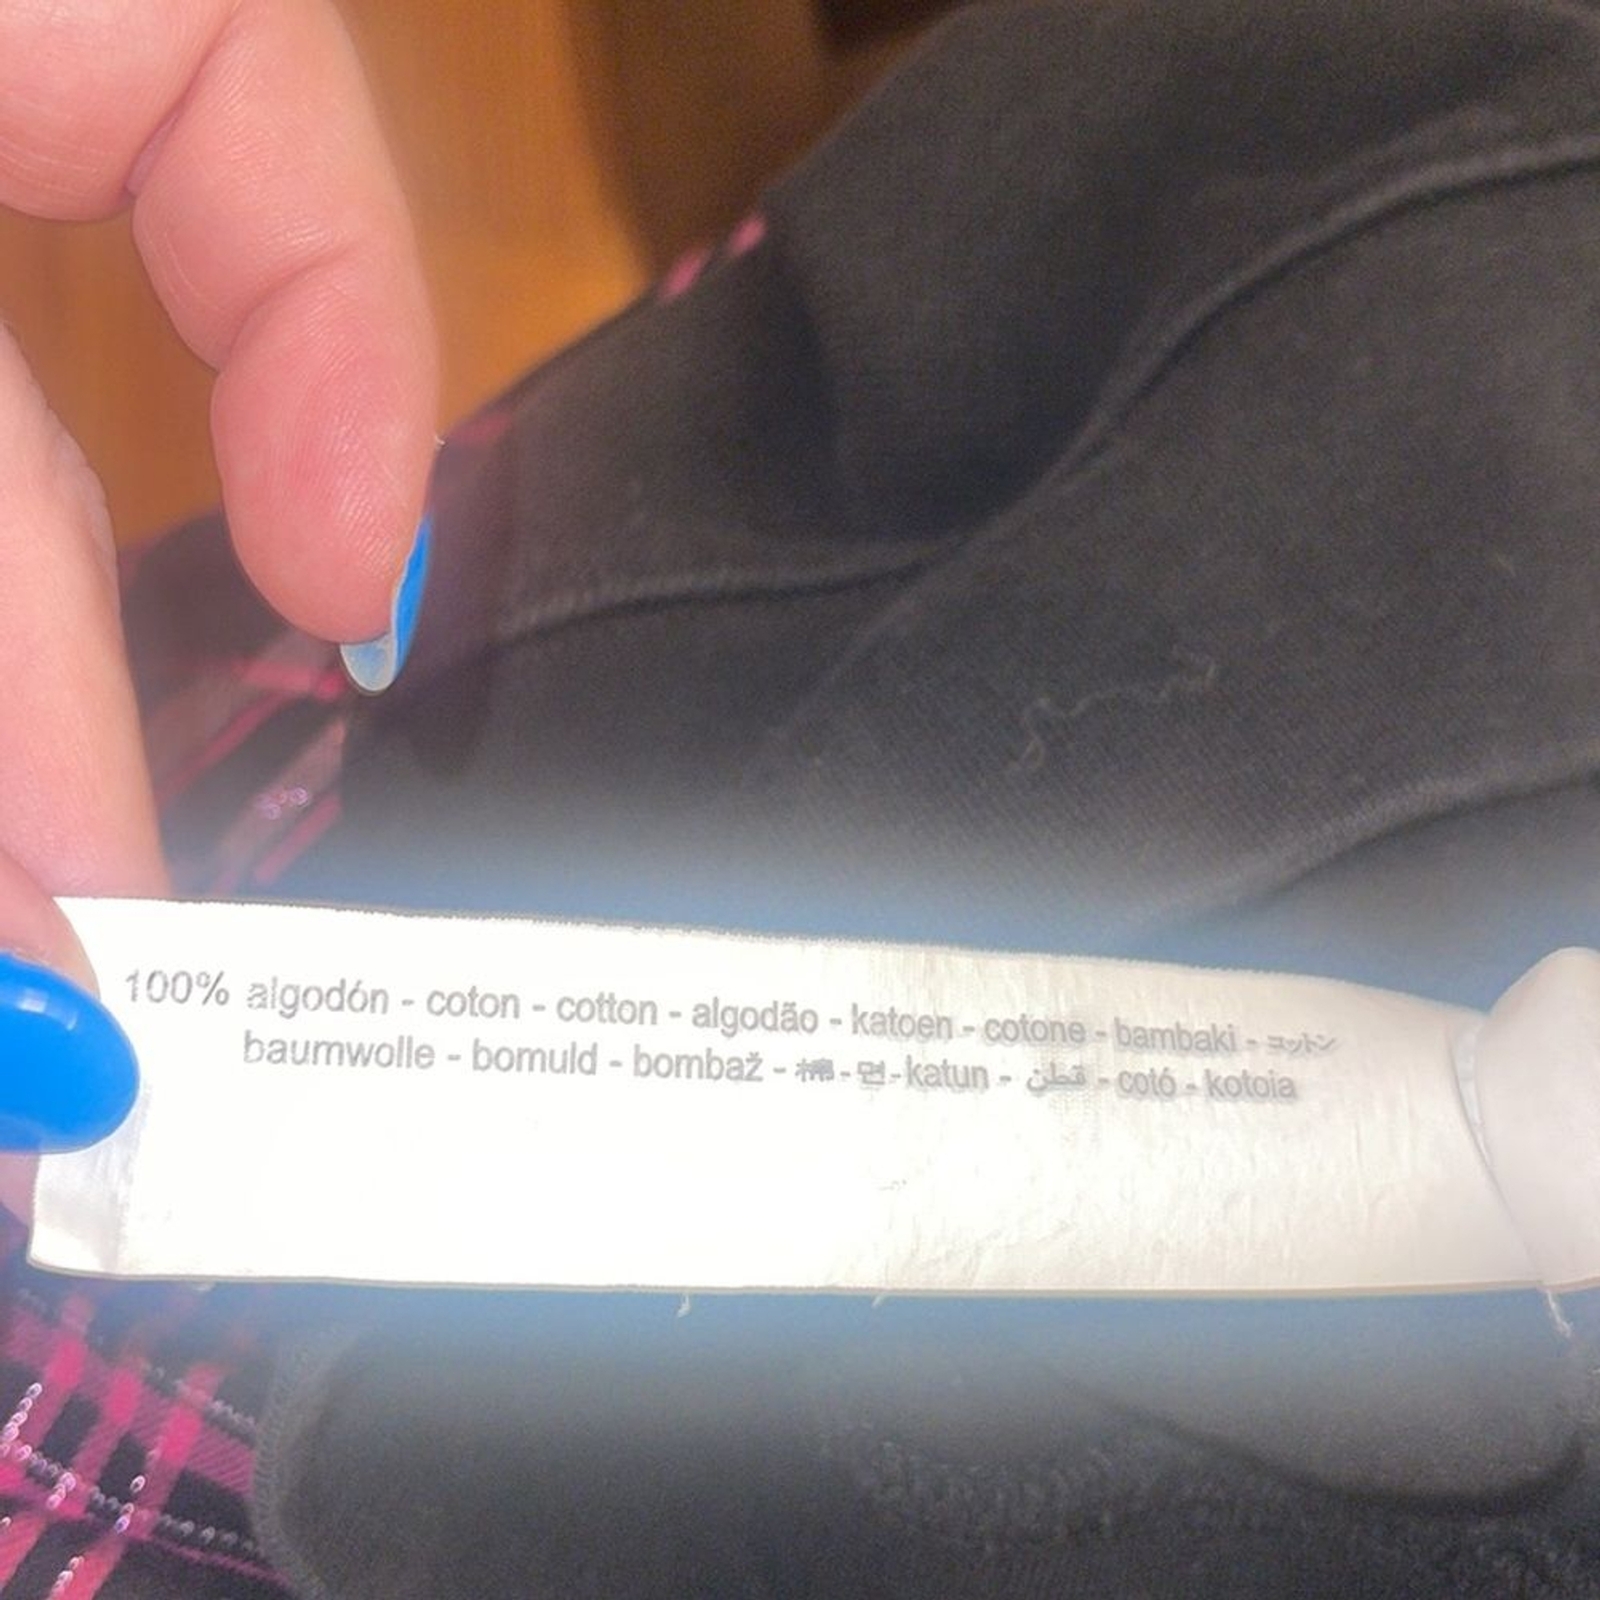 100% algodón - coton - cotton - algodão - katoen - cotone - bambaki - コットン
baumwolle - bomuld - bombaž - 棉 - 면 - katun - قطن - cotó - kotoia